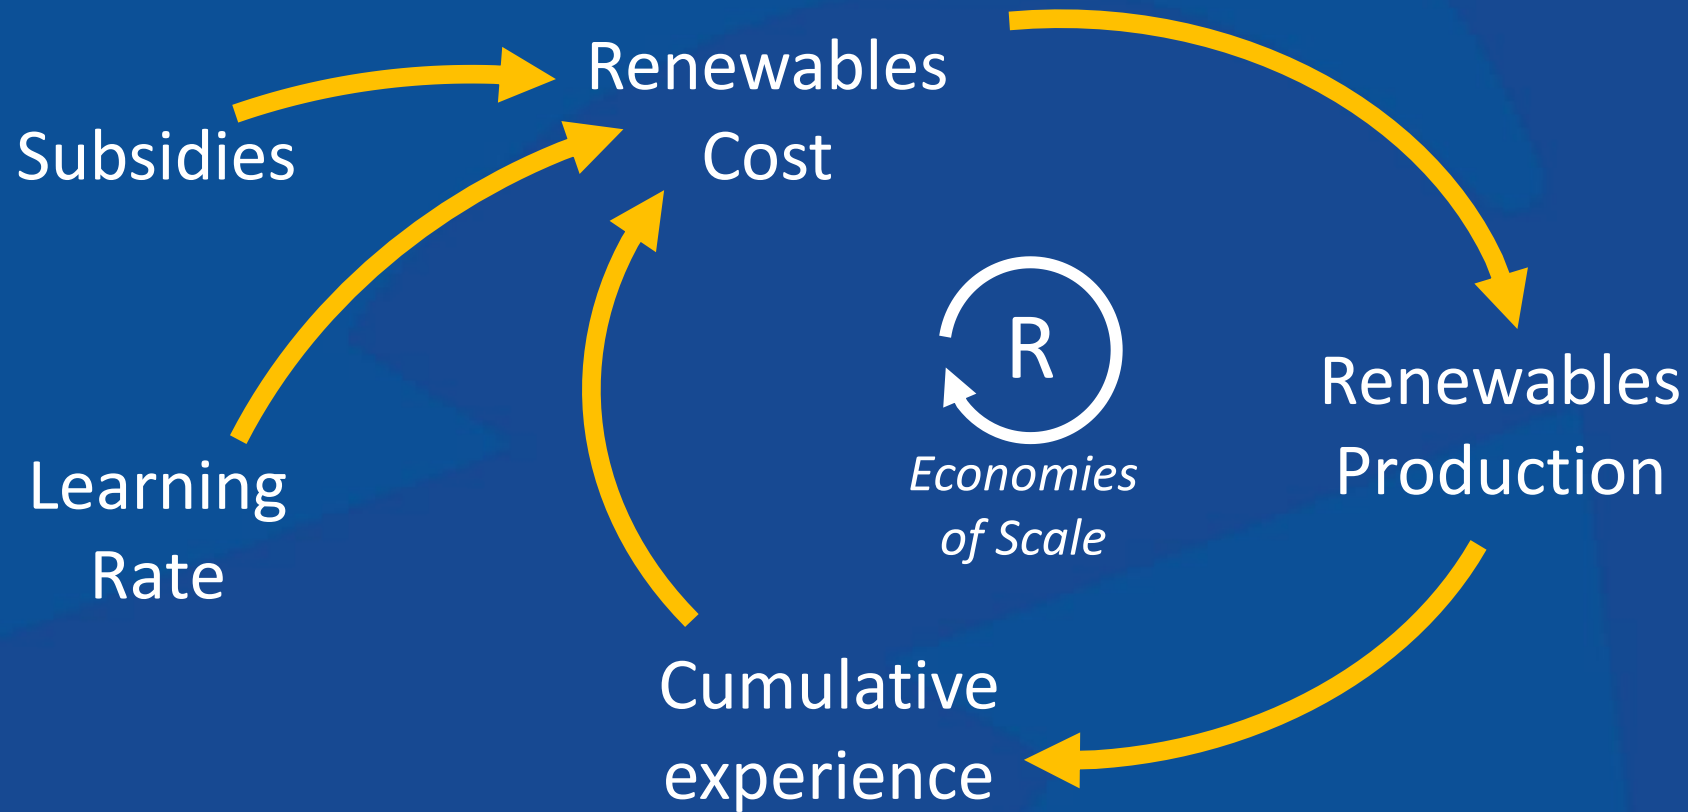 Renewables
Cost
Subsidies
R
Economies
of Scale
Renewables
Production
Learning
Rate
Cumulative
experience